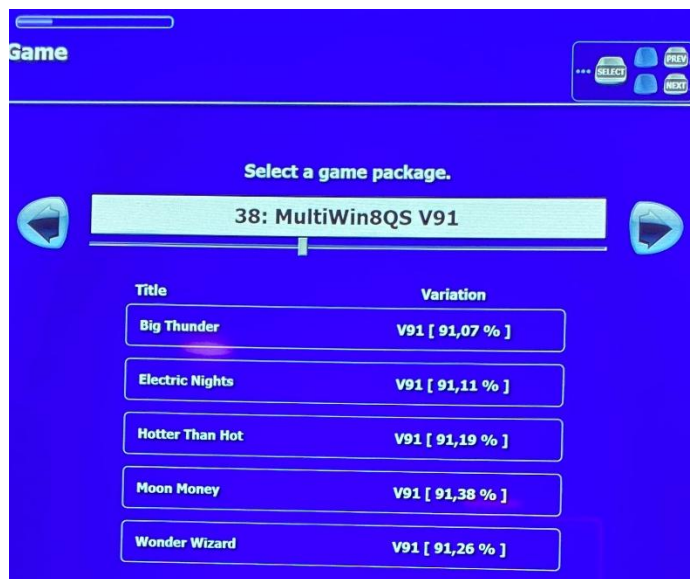 Game
... SELECT PREV
NEXT
Select a game package.
38: MultiWin8QS V91
Title Variation
Big Thunder V91 [ 91,07 % ]
Electric Nights V91 [ 91,11 % ]
Hotter Than Hot V91 [ 91,19 % ]
Moon Money V91 [ 91,38 % ]
Wonder Wizard V91 [ 91,26 % ]